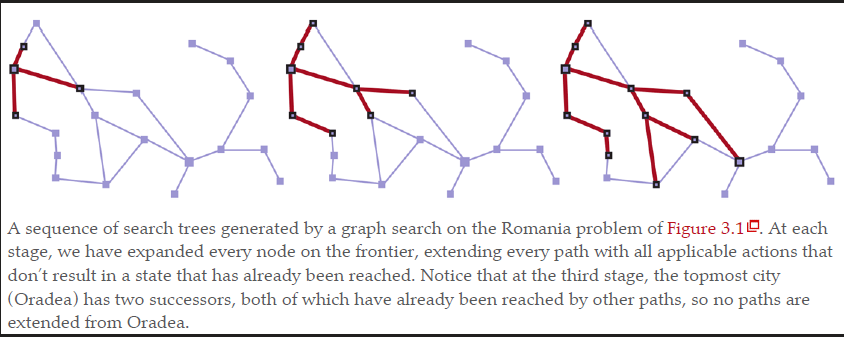 A sequence of search trees generated by a graph search on the Romania problem of Figure 3.1. At each
stage, we have expanded every node on the frontier, extending every path with all applicable actions that
don't result in a state that has already been reached. Notice that at the third stage, the topmost city
(Oradea) has two successors, both of which have already been reached by other paths, so no paths are
extended from Oradea.